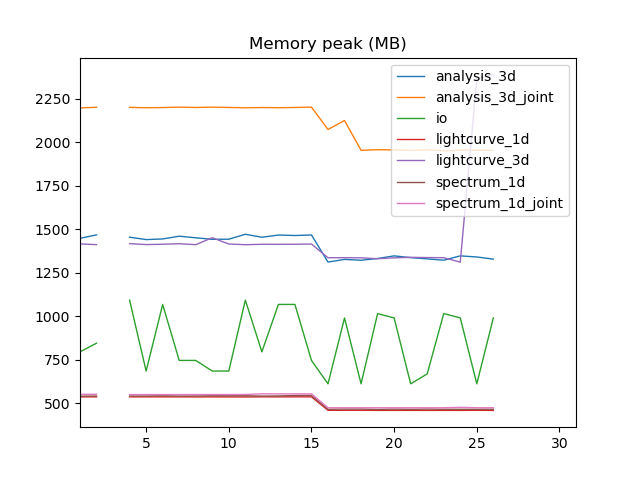 Memory peak (MB)
2250
2000
1750
1500
1250
1000
750
500
5
10
15
20
25
30
analysis_3d
analysis_3d_joint
io
lightcurve_1d
lightcurve_3d
spectrum_1d
spectrum_1d_joint